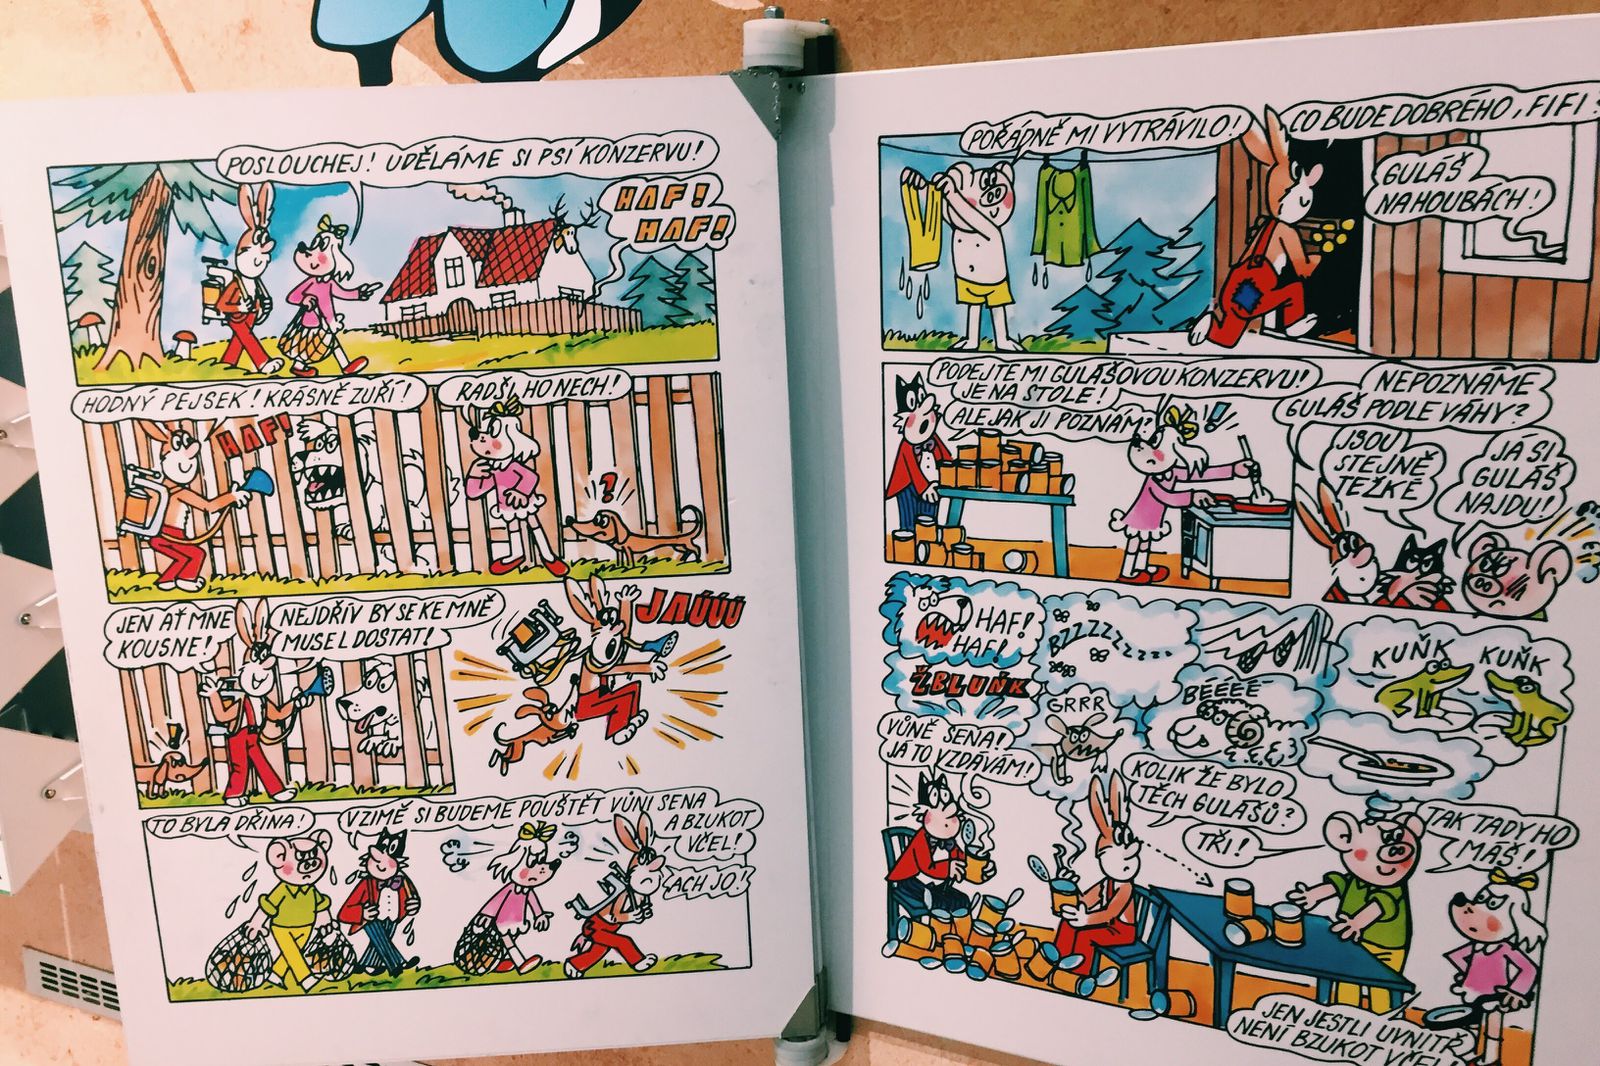 POSLOUCHEJ! UDĚLÁME SI PSÍ KONZERVU!
HAF!
HAF!
HODNÝ PEJSEK! KRÁSNĚ ZUŘÍ!
HAF!
RADŠI HO NECH!
?
JEN AŤ MNE
KOUSNE!
NEJDŘÍV BY SE KE MNĚ
MUSEL DOSTAT!
!
JAÚÚÚ
TO BYLA DŘINA!
V ZIMĚ SI BUDEME POUŠTĚT VŮNI SENA
A BZUKOT
VČEL!
ACH JO!
POŘÁDNĚ MI VYTRÁVILO!
CO BUDE DOBRÉHO, FIFI?
GULÁŠ
NA HOUBÁCH!
PODEJTE MI GULÁŠOVOU KONZERVU!
JE NA STOLE!
ALE JAK JI POZNÁM?
!
NEPOZNÁME
GULÁŠ PODLE VÁHY?
JSOU
STEJNĚ
TĚŽKÉ
JÁ SI
GULÁŠ
NAJDU!
HAF!
HAF!
BZZZZZZZ
KUŇK KUŇK
ŽBLUŇK
GRRR
BÉÉÉÉ
VŮNĚ SENA!
JÁ TO VZDÁVÁM!
KOLIK ŽE BYLO
TĚCH GULÁŠŮ?
TŘI!
TAK TADY HO
MÁŠ!
JEN JESTLI UVNITŘ
NENÍ BZUKOT
VČEL!